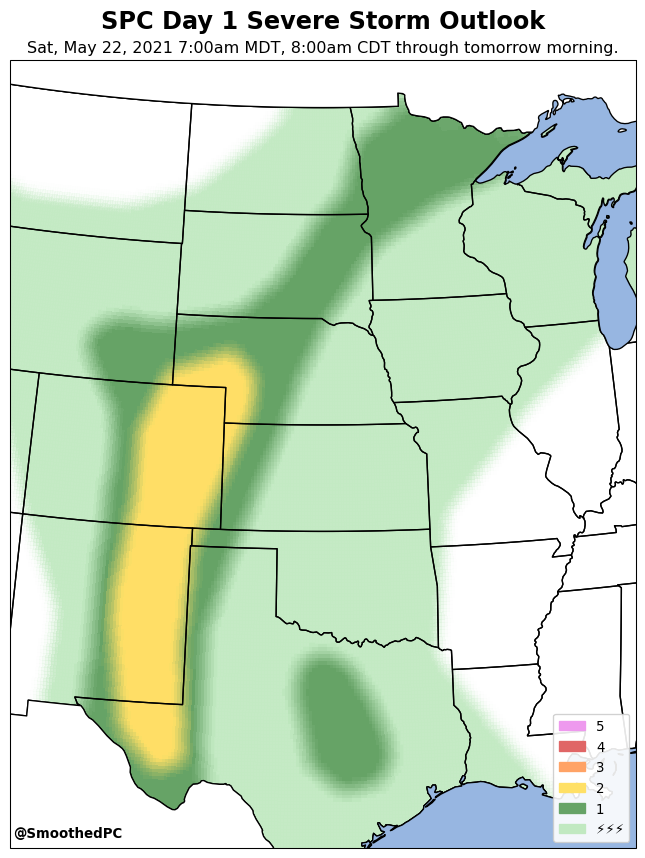 SPC Day 1 Severe Storm Outlook
Sat, May 22, 2021 7:00am MDT, 8:00am CDT through tomorrow morning.
5
4
3
2
1
⚡⚡⚡
@SmoothedPC